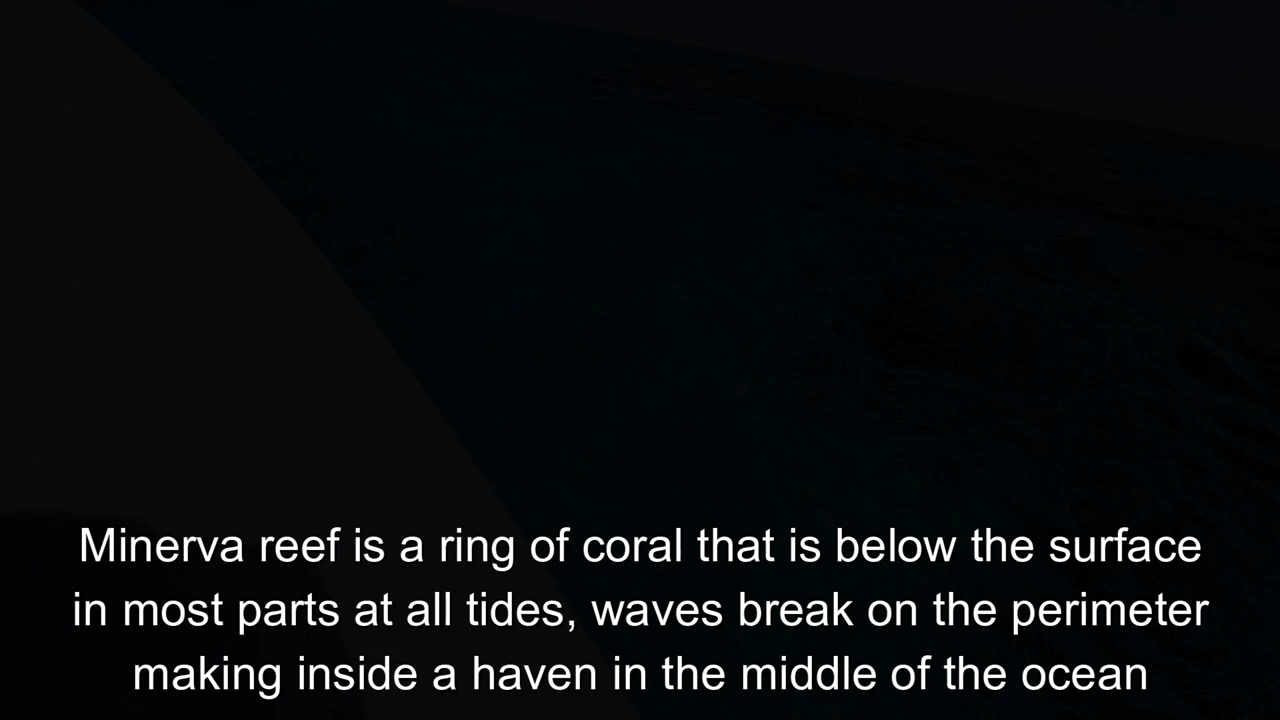 Minerva reef is a ring of coral that is below the surface
in most parts at all tides, waves break on the perimeter
making inside a haven in the middle of the ocean